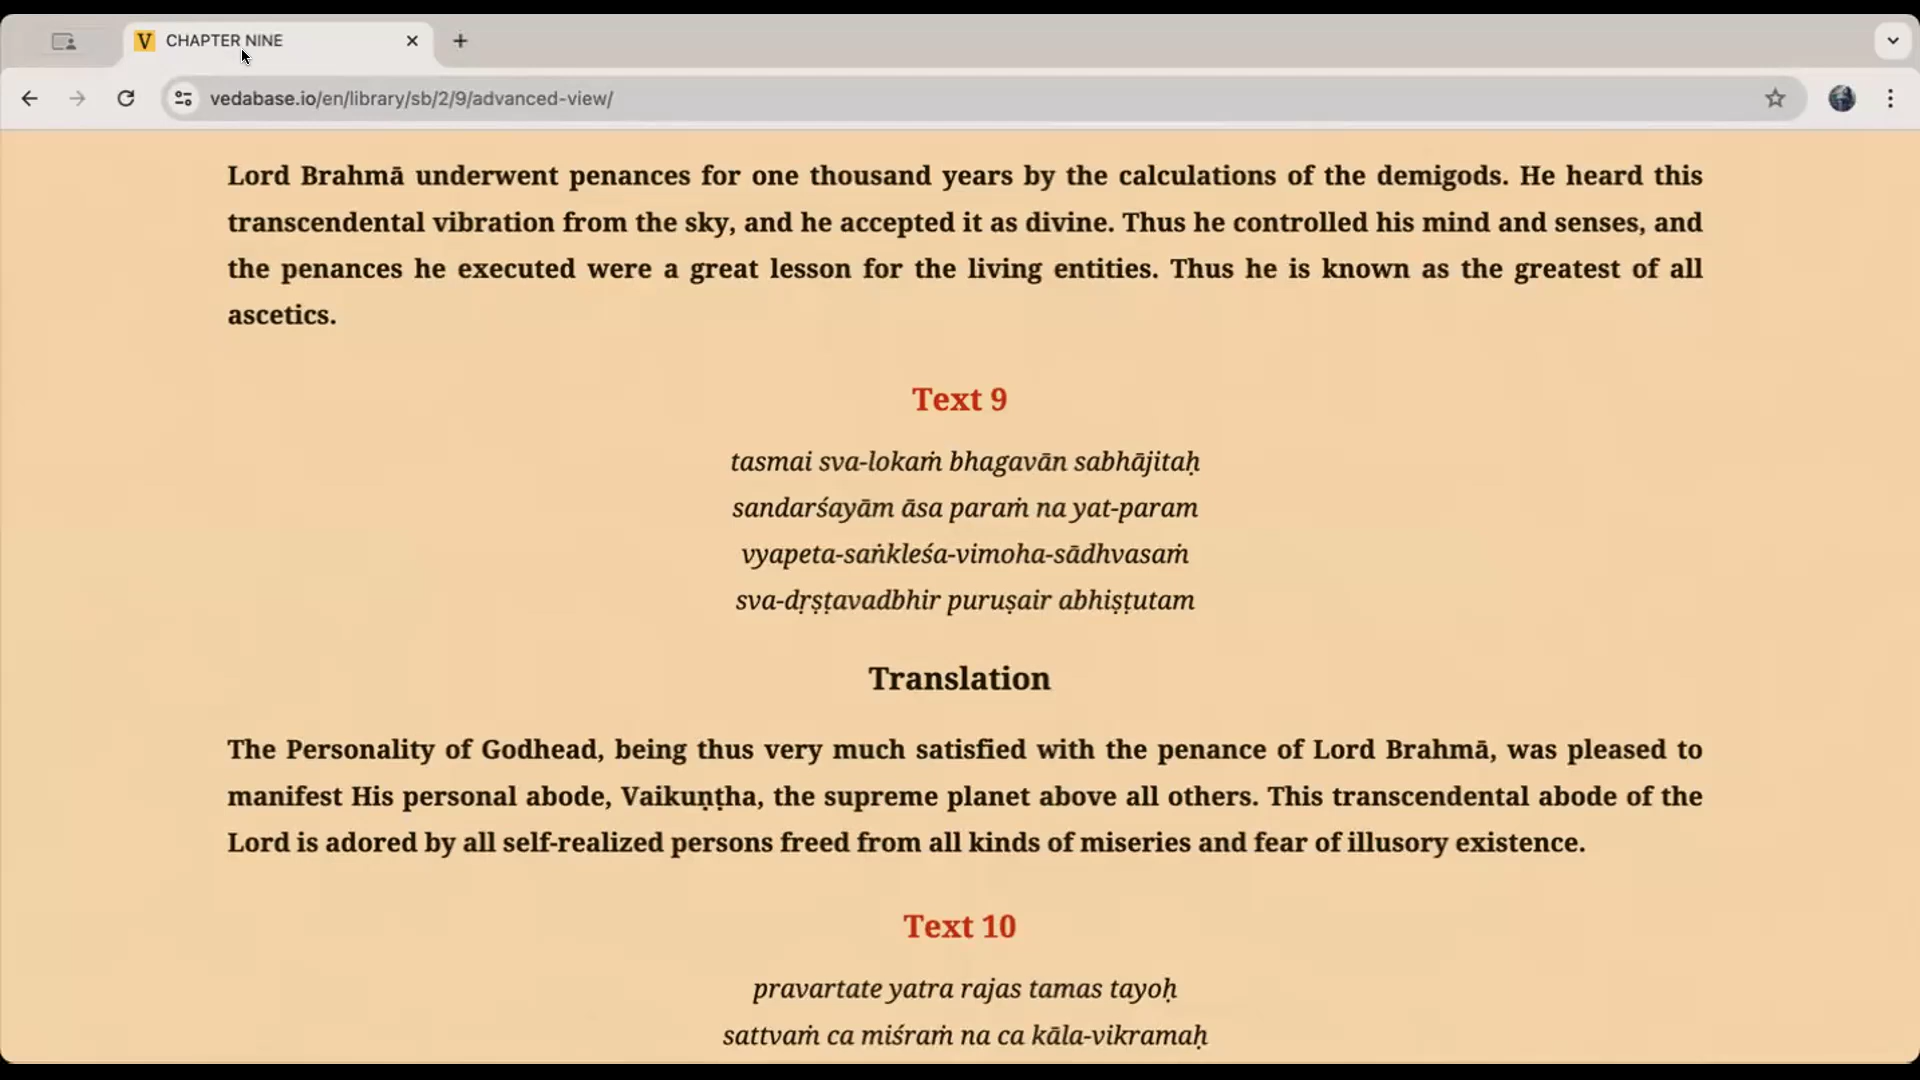 CHAPTER NINE
vedabase.io/en/library/sb/2/9/advanced-view/
Lord Brahmā underwent penances for one thousand years by the calculations of the demigods. He heard this
transcendental vibration from the sky, and he accepted it as divine. Thus he controlled his mind and senses, and
the penances he executed were a great lesson for the living entities. Thus he is known as the greatest of all
ascetics.
Text 9
tasmai sva-lokaṁ bhagavān sabhājitaḥ
sandarśayām āsa paraṁ na yat-param
vyapeta-saṅkleśa-vimoha-sādhvasaṁ
sva-dṛṣṭavadbhir puruṣair abhiṣṭutam
Translation
The Personality of Godhead, being thus very much satisfied with the penance of Lord Brahmā, was pleased to
manifest His personal abode, Vaikuṇṭha, the supreme planet above all others. This transcendental abode of the
Lord is adored by all self-realized persons freed from all kinds of miseries and fear of illusory existence.
Text 10
pravartate yatra rajas tamas tayoḥ
sattvaṁ ca miśraṁ na ca kāla-vikramaḥ